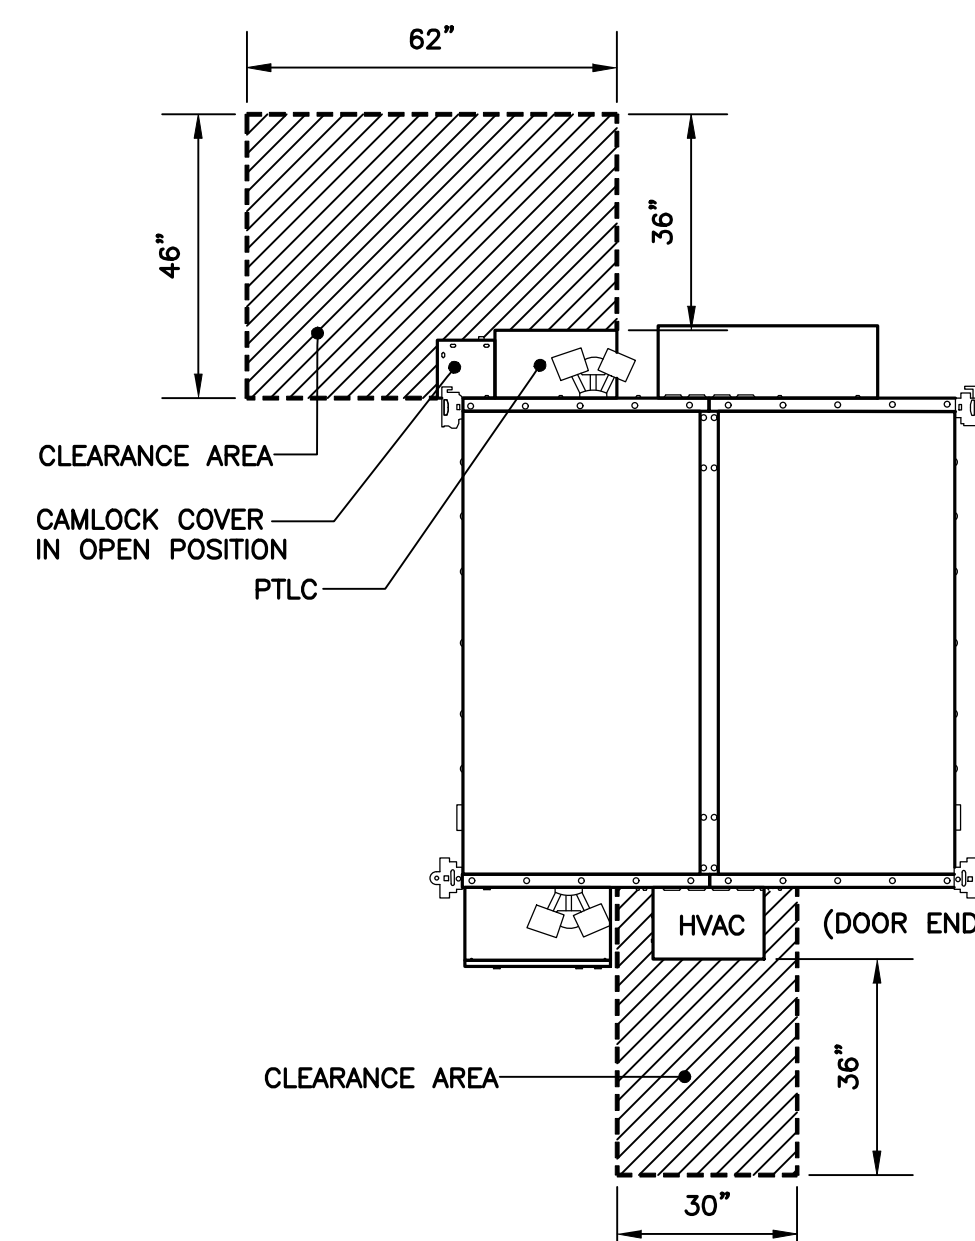 62”
46”
36”
CLEARANCE AREA
CAMLOCK COVER
IN OPEN POSITION
PTLC
HVAC
(DOOR END
CLEARANCE AREA
36”
30”